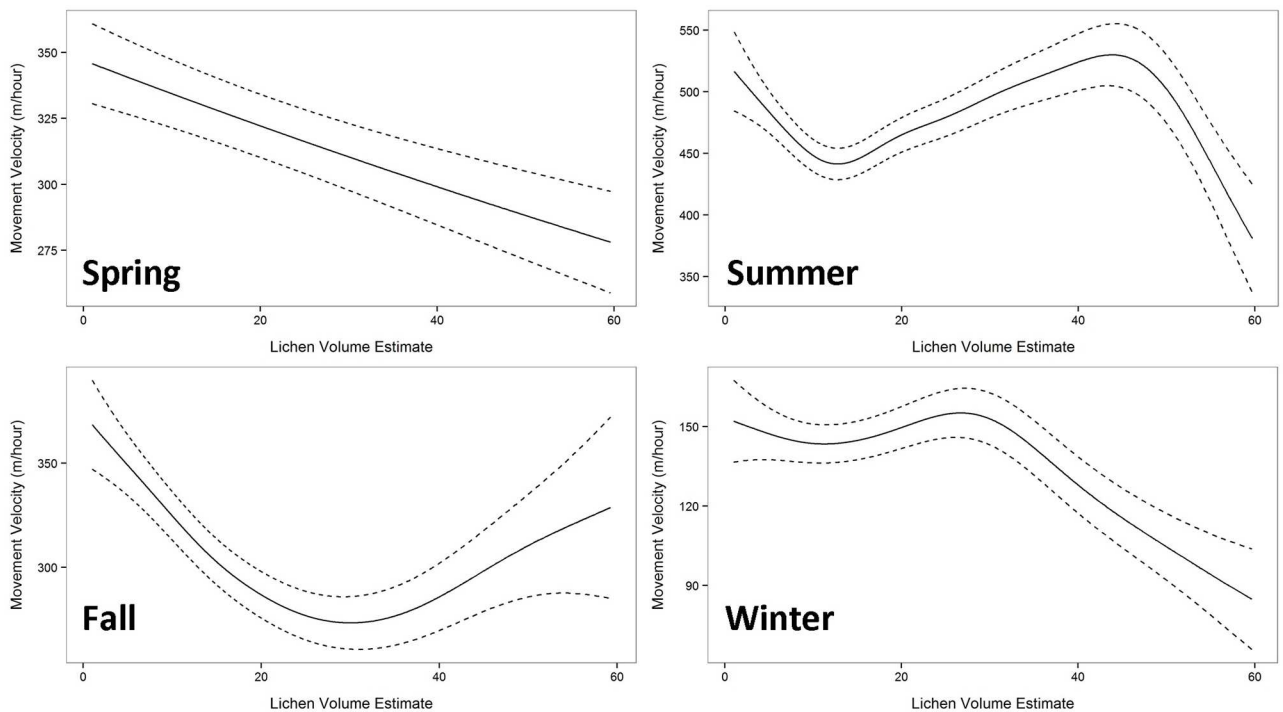 Movement Velocity (m/hour)
350
325
300
275
Spring
0 20 40 60
Lichen Volume Estimate
Movement Velocity (m/hour)
550
500
450
400
350
Summer
0 20 40 60
Lichen Volume Estimate
Movement Velocity (m/hour)
350
300
Fall
0 20 40 60
Lichen Volume Estimate
Movement Velocity (m/hour)
150
120
90
Winter
0 20 40 60
Lichen Volume Estimate